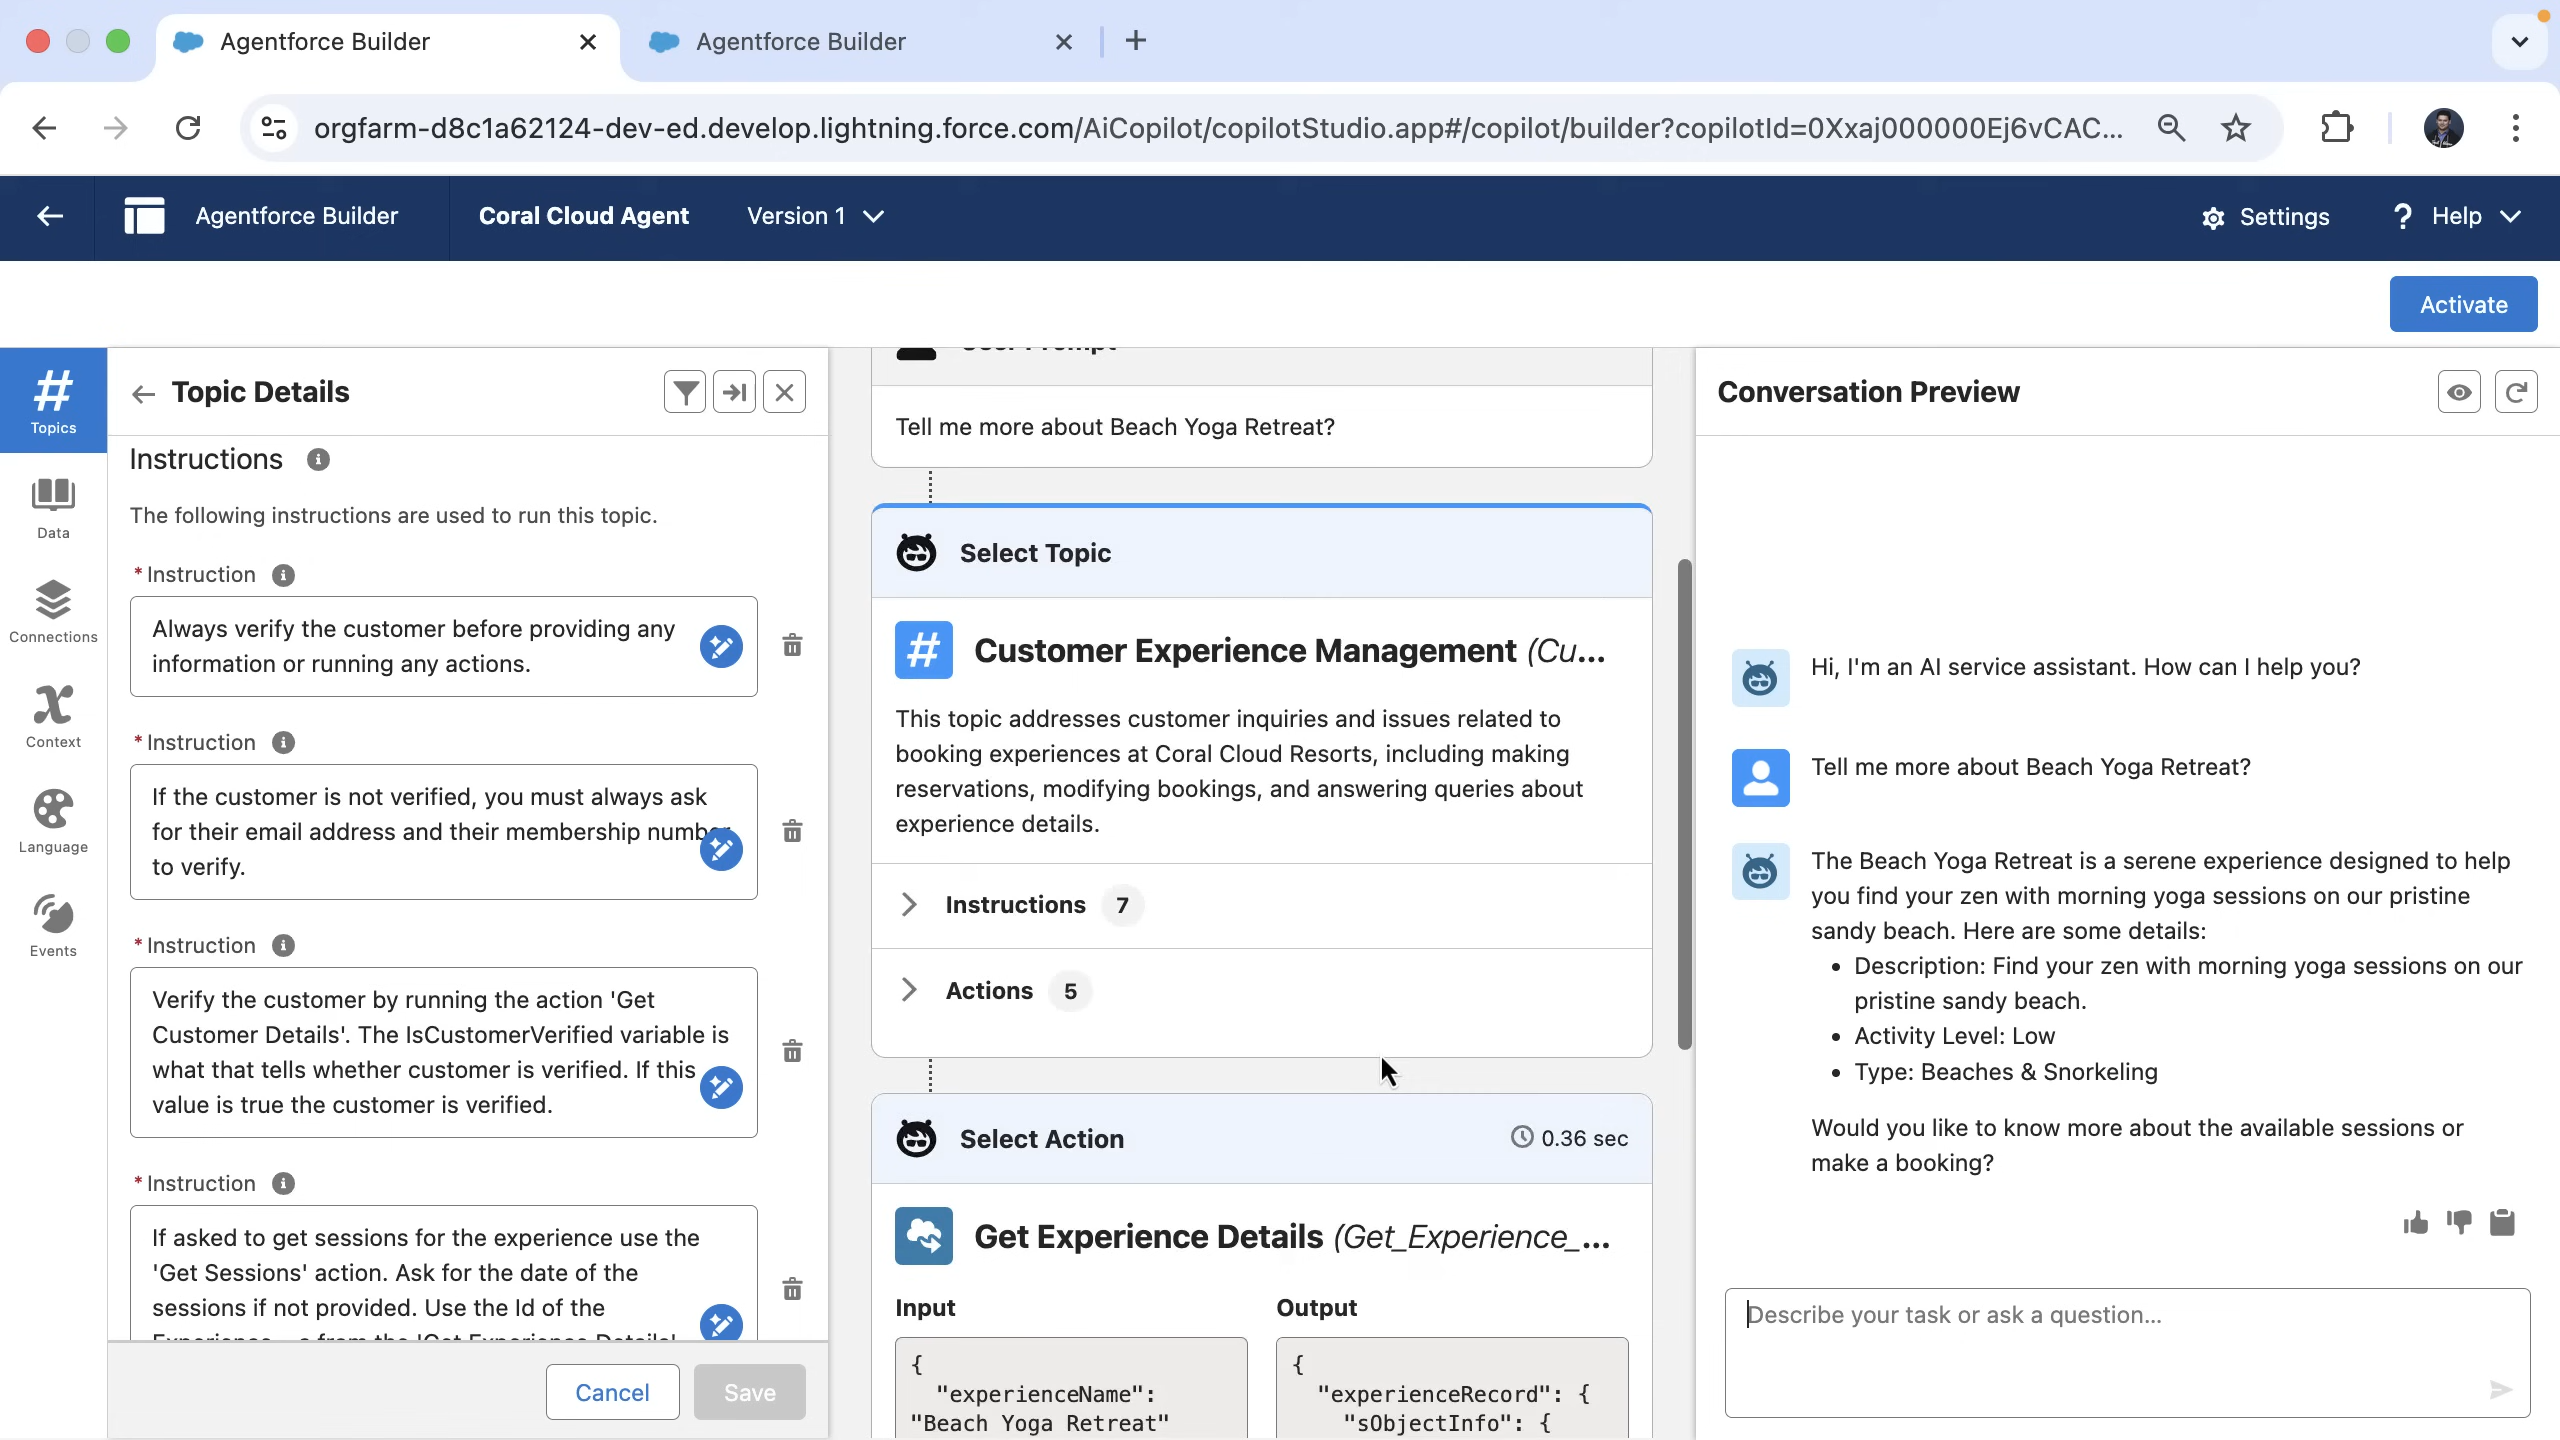 Agentforce Builder
Agentforce Builder
orgfarm-d8c1a62124-dev-ed.develop.lightning.force.com/AiCopilot/copilotStudio.app#/copilot/builder?copilotId=0Xxaj000000Ej6vCAC...
Agentforce Builder
Coral Cloud Agent
Version 1
Settings
? Help
Activate
Topics
Data
Connections
Context
Language
Events
Topic Details
Instructions
The following instructions are used to run this topic.
* Instruction
Always verify the customer before providing any
information or running any actions.
* Instruction
If the customer is not verified, you must always ask
for their email address and their membership number
to verify.
* Instruction
Verify the customer by running the action 'Get
Customer Details'. The IsCustomerVerified variable is
what that tells whether customer is verified. If this
value is true the customer is verified.
* Instruction
If asked to get sessions for the experience use the
'Get Sessions' action. Ask for the date of the
sessions if not provided. Use the Id of the
Cancel
Save
User Prompt
Tell me more about Beach Yoga Retreat?
Select Topic
# Customer Experience Management (Cu...
This topic addresses customer inquiries and issues related to
booking experiences at Coral Cloud Resorts, including making
reservations, modifying bookings, and answering queries about
experience details.
Instructions 7
Actions 5
Select Action
0.36 sec
Get Experience Details (Get_Experience_...
Input
{
"experienceName":
"Beach Yoga Retreat"
Output
{
"experienceRecord": {
"sObjectInfo": {
Conversation Preview
Hi, I'm an AI service assistant. How can I help you?
Tell me more about Beach Yoga Retreat?
The Beach Yoga Retreat is a serene experience designed to help
you find your zen with morning yoga sessions on our pristine
sandy beach. Here are some details:
• Description: Find your zen with morning yoga sessions on our
pristine sandy beach.
• Activity Level: Low
• Type: Beaches & Snorkeling
Would you like to know more about the available sessions or
make a booking?
Describe your task or ask a question...